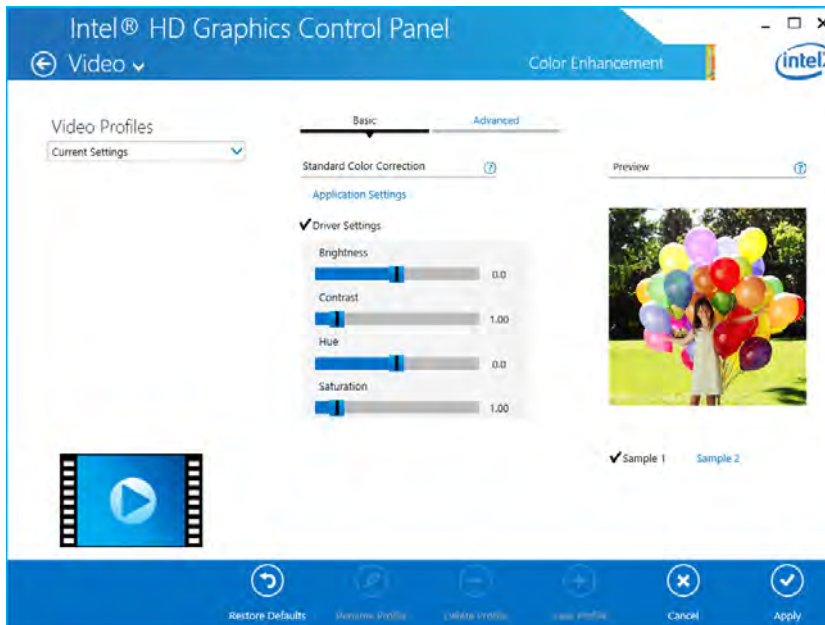 Intel® HD Graphics Control Panel
Video
Color Enhancement
intel
Video Profiles
Current Settings
Basic
Advanced
Standard Color Correction
?
Application Settings
Driver Settings
Brightness
0.0
Contrast
1.00
Hue
0.0
Saturation
1.00
Preview
?
Sample 1
Sample 2
Restore Defaults
Rename Profile
Delete Profile
Save Profile
Cancel
Apply